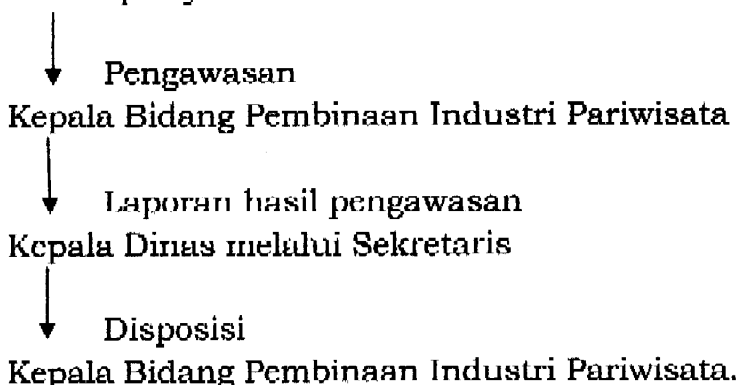 Pengawasan
Kepala Bidang Pembinaan Industri Pariwisata
Laporan hasil pengawasan
Kepala Dinas melalui Sekretaris
Disposisi
Kepala Bidang Pembinaan Industri Pariwisata.